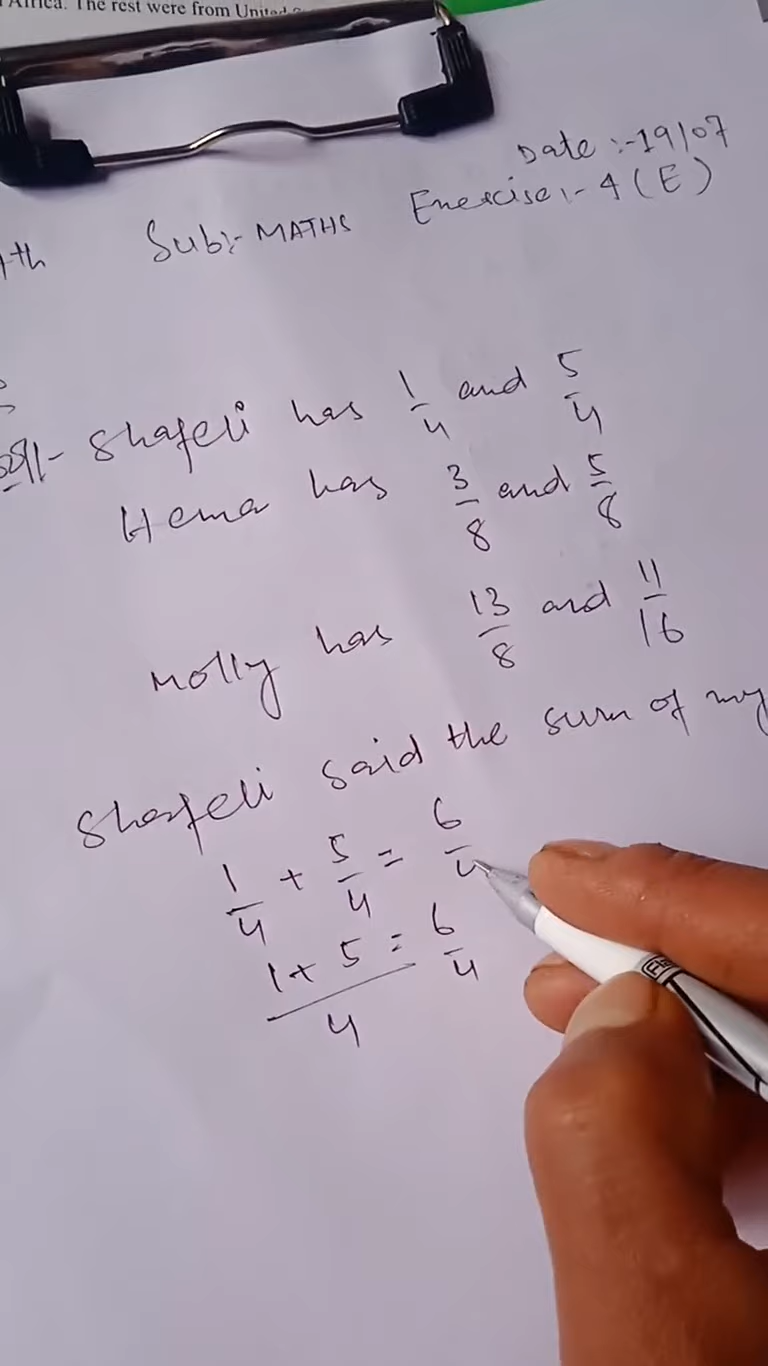 Africa. The rest were from United
Date :- 19/07
th Sub:- MATHS Exercise:- 4 (E)
Shafeli has 1/4 and 5/4
Hema has 3/8 and 5/8
Molly has 13/8 and 11/16
Shafeli said the sum of my
1/4 + 5/4 = 6/4
1+5/4 = 6/4